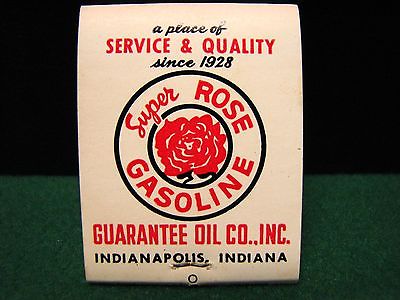 a place of
SERVICE & QUALITY
since 1928
Super ROSE
GASOLINE
GUARANTEE OIL CO., INC.
INDIANAPOLIS, INDIANA